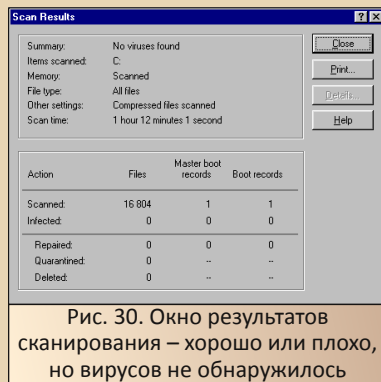 Scan Results
Summary: No viruses found
Close
Items scanned: C:
Print...
Memory: Scanned
File type: All files
Details...
Other settings: Compressed files scanned
Help
Scan time: 1 hour 12 minutes 1 second
Master boot
Action Files records Boot records
Scanned: 16 804 1 1
Infected: 0 0 0
Repaired: 0 0 0
Quarantined: 0 -- --
Deleted: 0 -- --
Рис. 30. Окно результатов
сканирования – хорошо или плохо,
но вирусов не обнаружилось